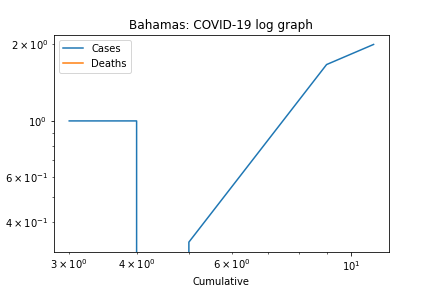 Bahamas: COVID-19 log graph
Cases
Deaths
2 × 10⁰
10⁰
6 × 10⁻¹
4 × 10⁻¹
3 × 10⁰ 4 × 10⁰ 6 × 10⁰ 10¹
Cumulative